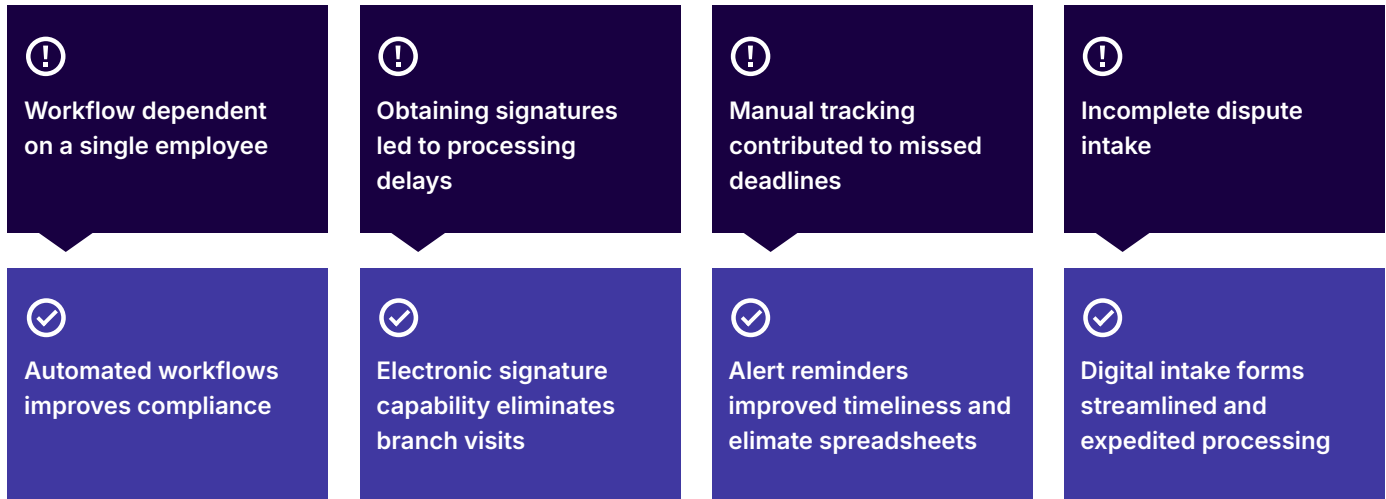 Workflow dependent
on a single employee
Obtaining signatures
led to processing
delays
Manual tracking
contributed to missed
deadlines
Incomplete dispute
intake
Automated workflows
improves compliance
Electronic signature
capability eliminates
branch visits
Alert reminders
improved timeliness and
elimate spreadsheets
Digital intake forms
streamlined and
expedited processing